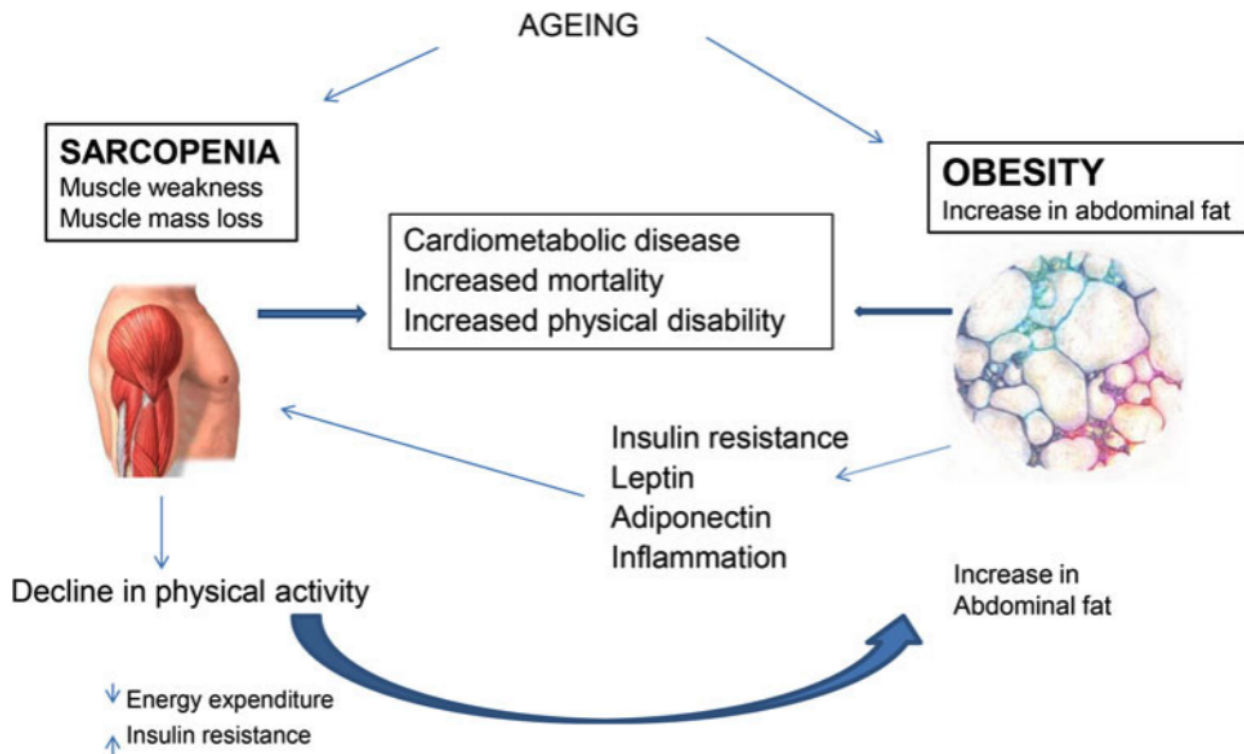 AGEING
SARCOPENIA
Muscle weakness
Muscle mass loss
OBESITY
Increase in abdominal fat
Cardiometabolic disease
Increased mortality
Increased physical disability
Insulin resistance
Leptin
Adiponectin
Inflammation
Decline in physical activity
Increase in
Abdominal fat
↓ Energy expenditure
↑ Insulin resistance